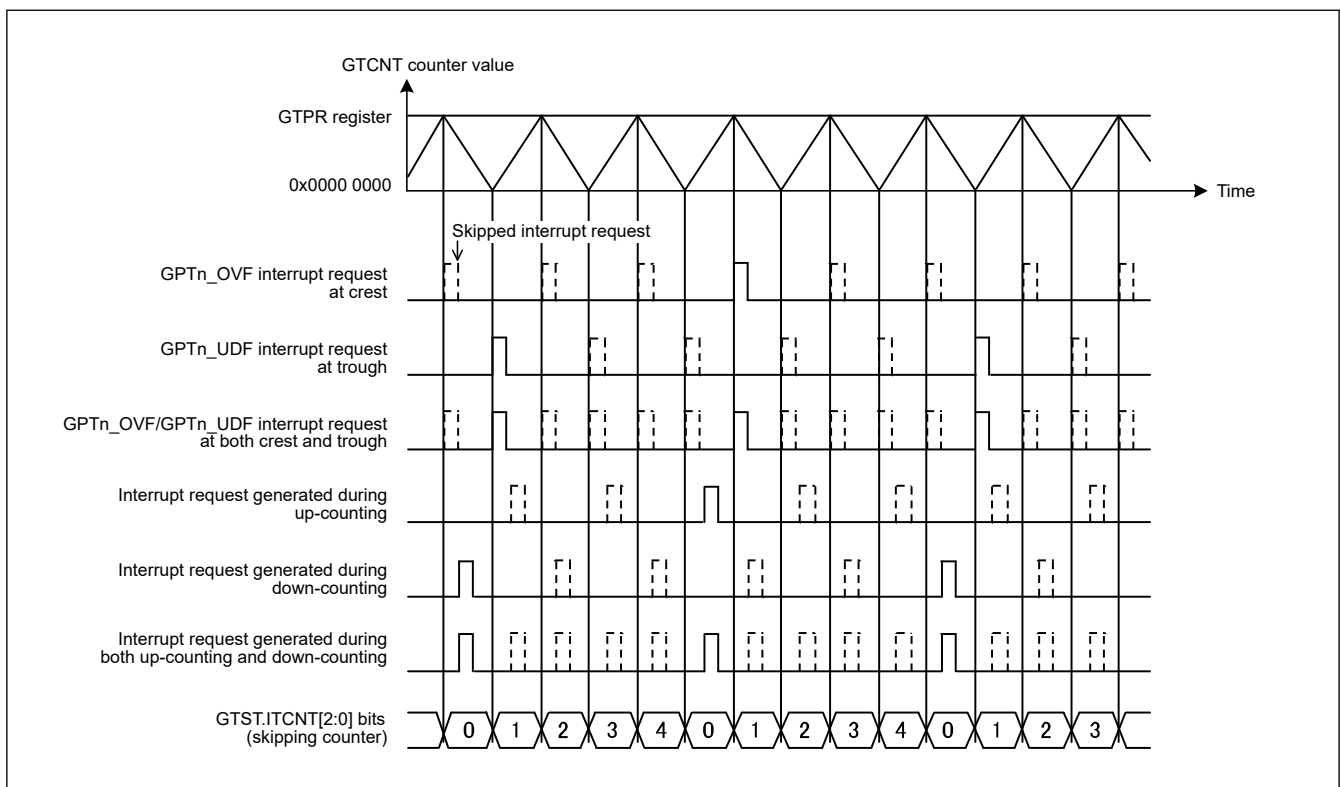 GTCNT counter value
GTPR register
0x0000 0000
Time
Skipped interrupt request
GPTn_OVF interrupt request
at crest
GPTn_UDF interrupt request
at trough
GPTn_OVF/GPTn_UDF interrupt request
at both crest and trough
Interrupt request generated during
up-counting
Interrupt request generated during
down-counting
Interrupt request generated during
both up-counting and down-counting
GTST.ITCNT[2:0] bits
(skipping counter)
0 1 2 3 4 0 1 2 3 4 0 1 2 3